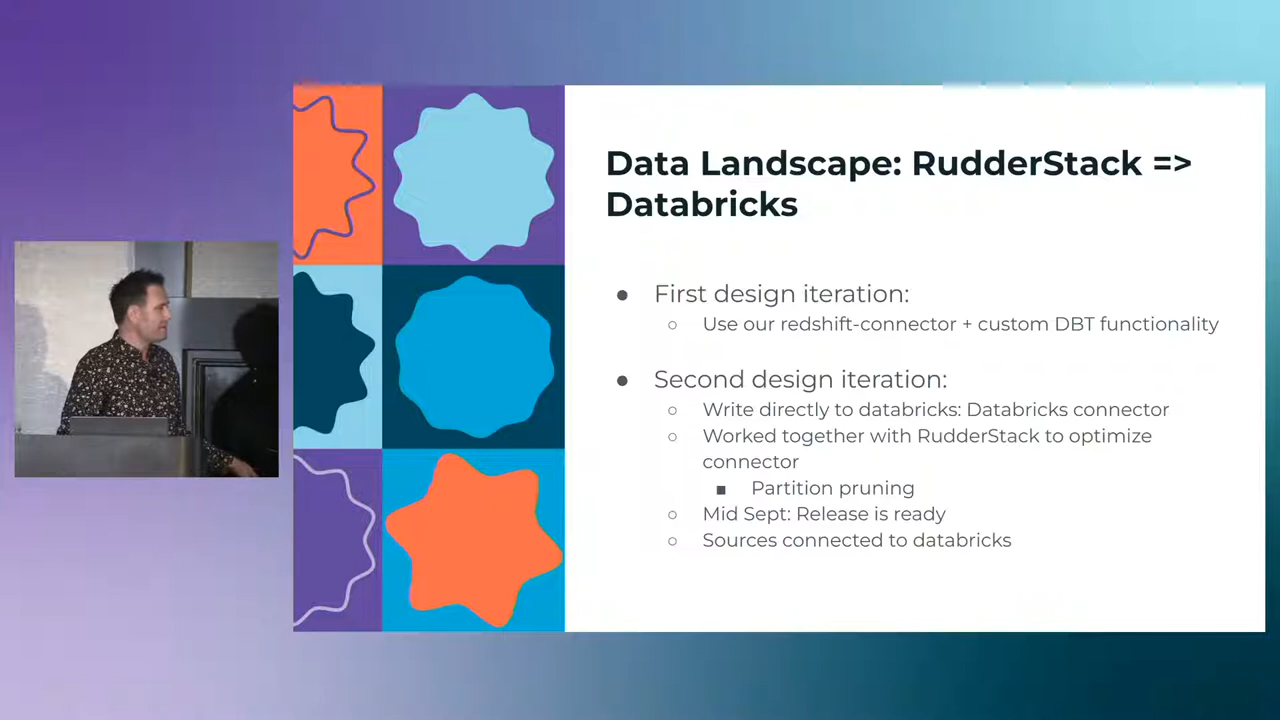 Data Landscape: RudderStack =>
Databricks
● First design iteration:
○ Use our redshift-connector + custom DBT functionality
● Second design iteration:
○ Write directly to databricks: Databricks connector
○ Worked together with RudderStack to optimize
connector
■ Partition pruning
○ Mid Sept: Release is ready
○ Sources connected to databricks